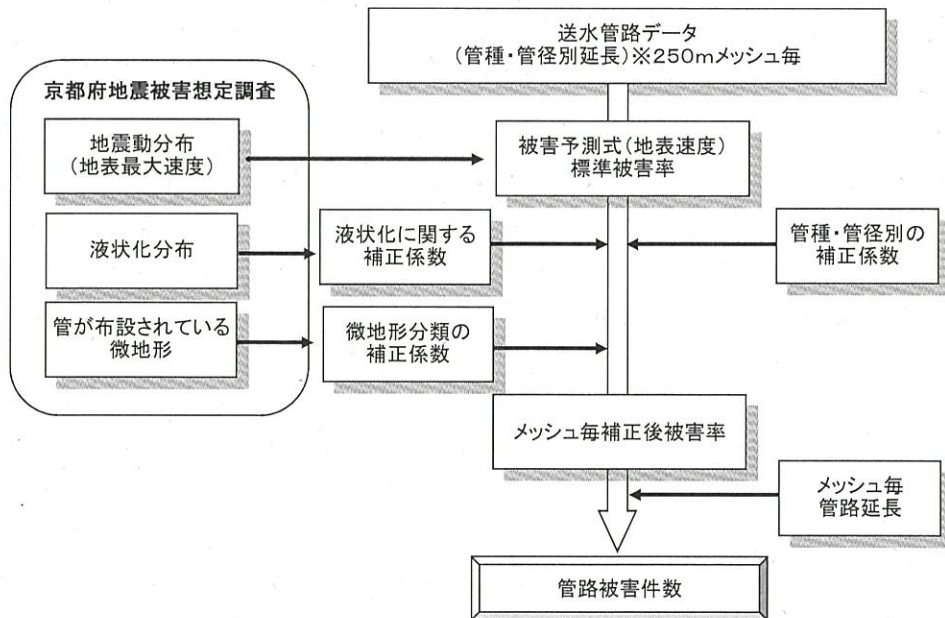 送水管路データ
(管種・管径別延長)※250mメッシュ毎
京都府地震被害想定調査
地震動分布
(地表最大速度)
被害予測式(地表速度)
標準被害率
液状化分布
液状化に関する
補正係数
管種・管径別の
補正係数
管が布設されている
微地形
微地形分類の
補正係数
メッシュ毎補正後被害率
メッシュ毎
管路延長
管路被害件数